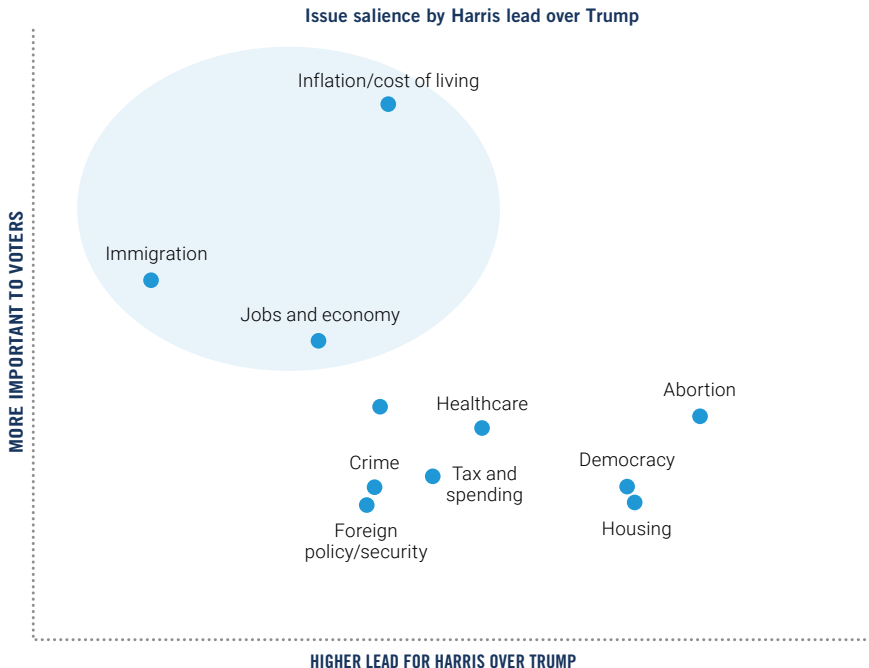 Issue salience by Harris lead over Trump
MORE IMPORTANT TO VOTERS
Inflation/cost of living
Immigration
Jobs and economy
Healthcare
Abortion
Crime
Tax and
spending
Democracy
Foreign
policy/security
Housing
HIGHER LEAD FOR HARRIS OVER TRUMP